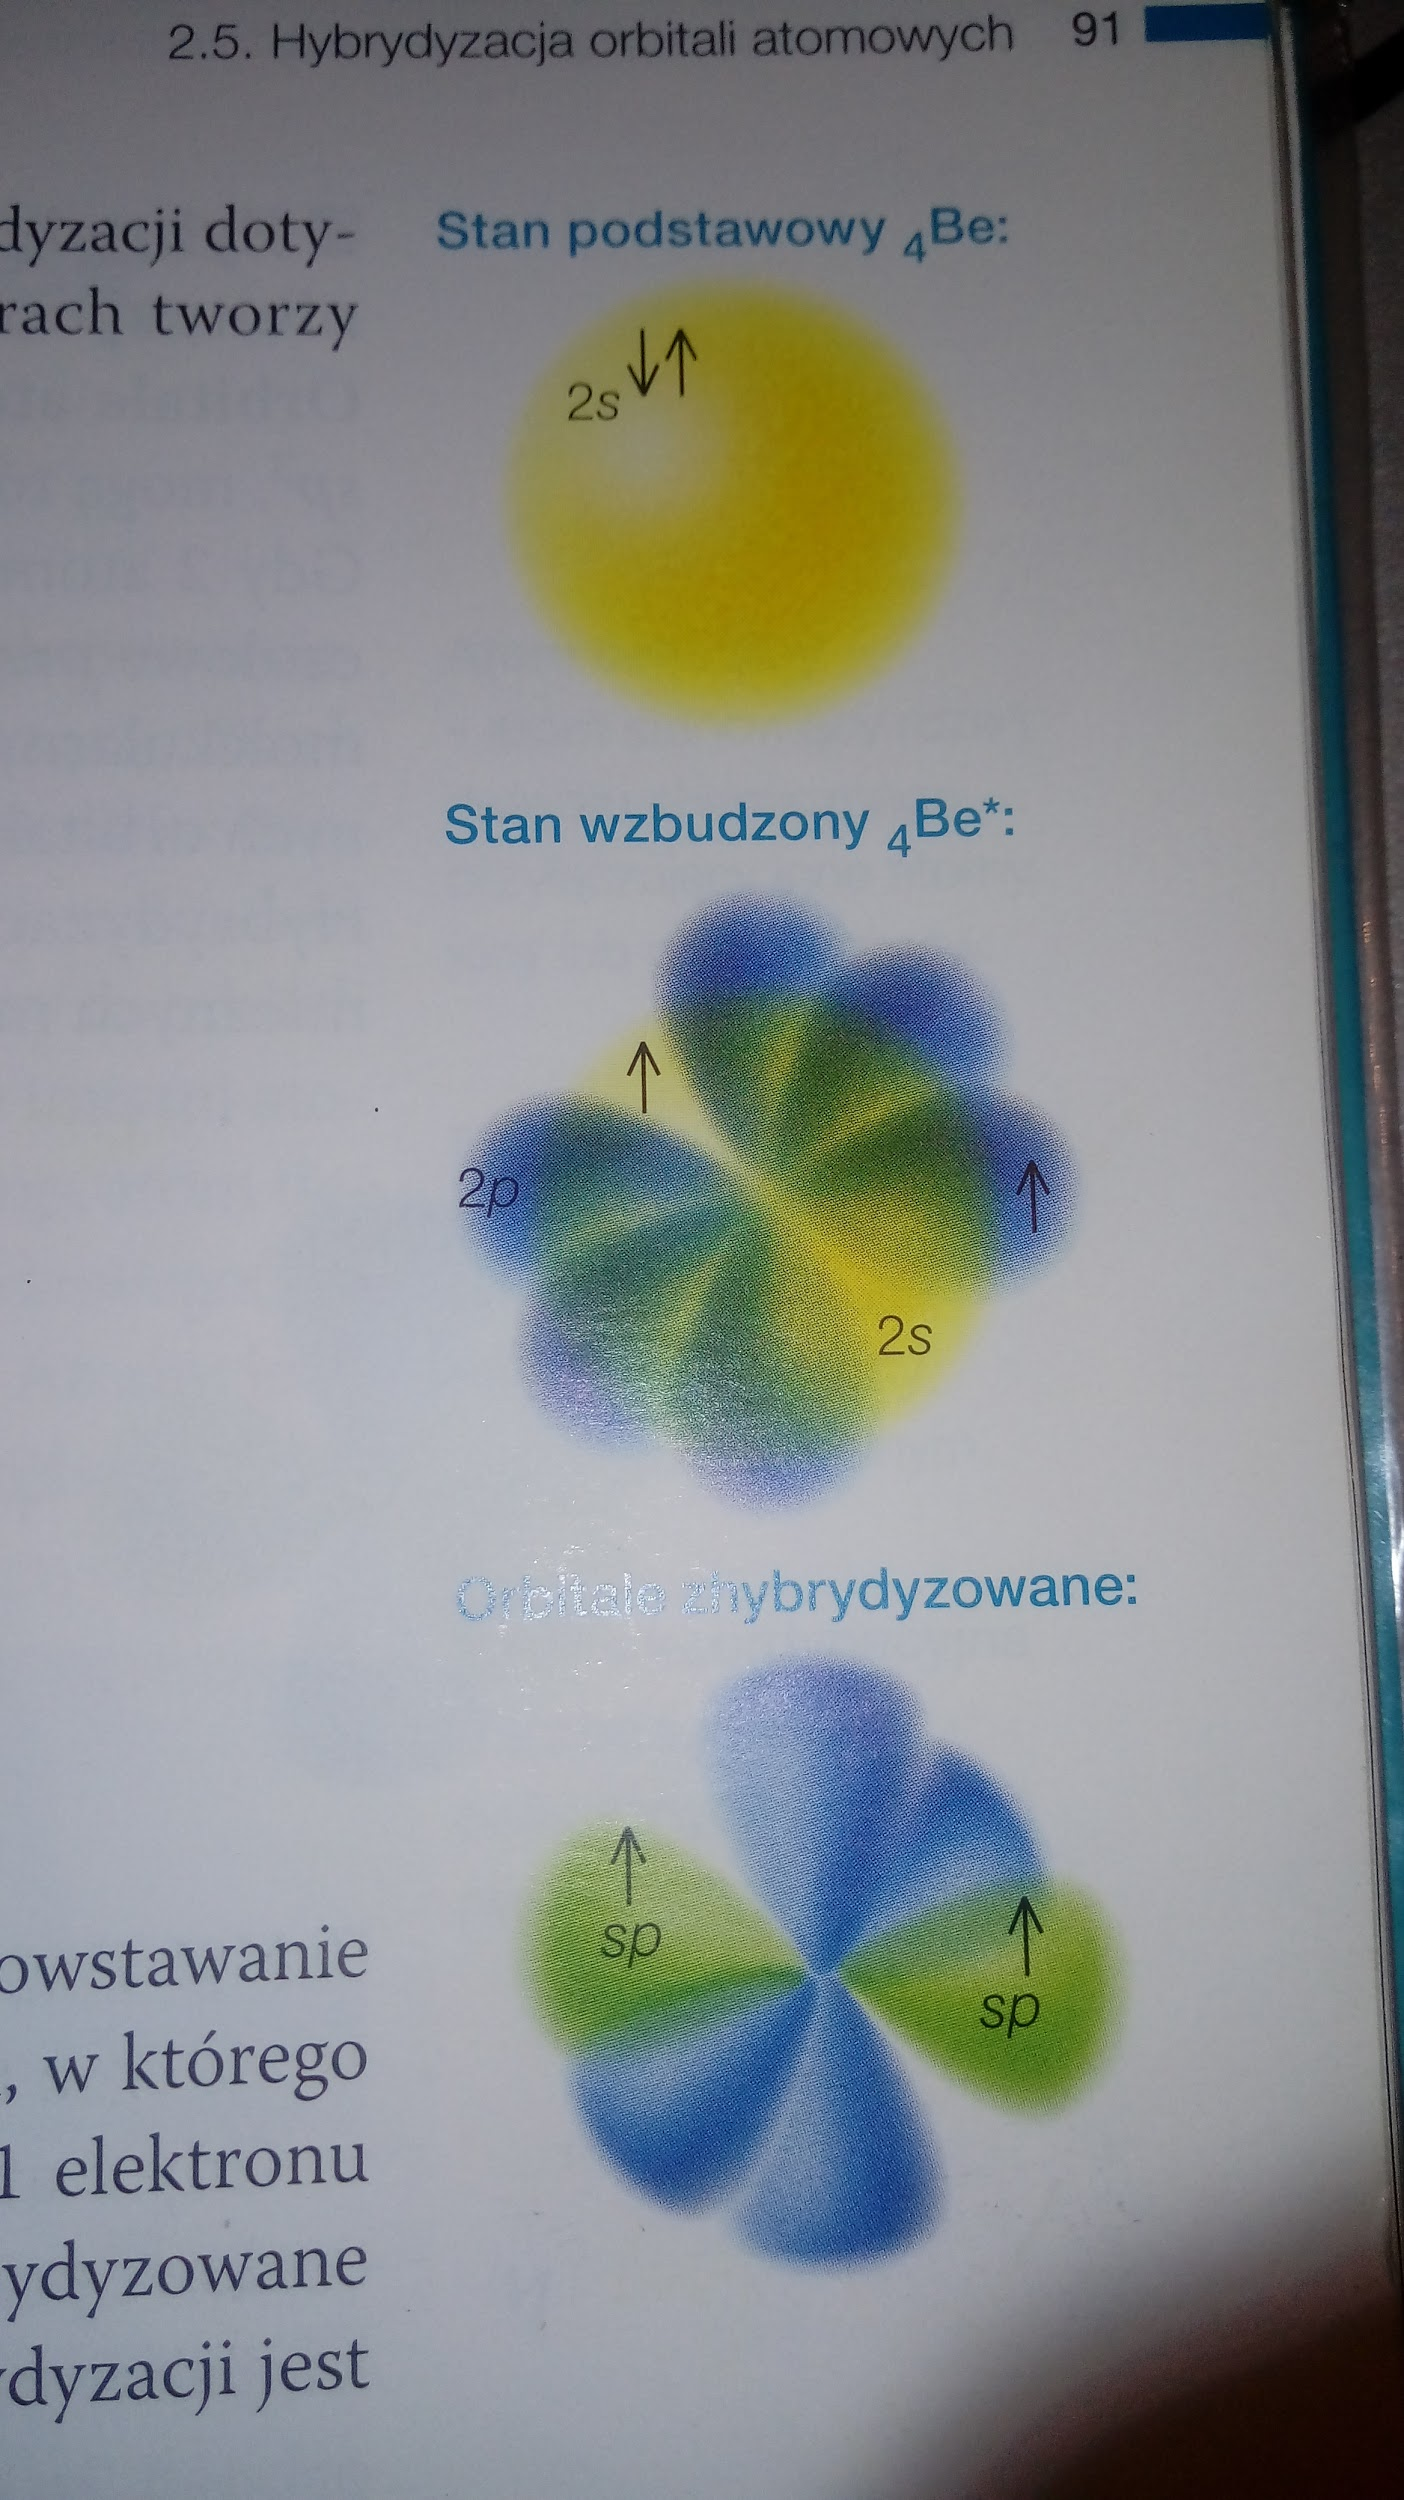 2.5. Hybrydyzacja orbitali atomowych 91
dyzacji doty-
rach tworzy
Stan podstawowy ₄Be:
2s ↓↑
Stan wzbudzony ₄Be*:
↑
2p
↑
2s
Orbitale zhybrydyzowane:
↑
sp
↑
sp
owstawanie
, w którego
1 elektronu
ydyzowane
dyzacji jest